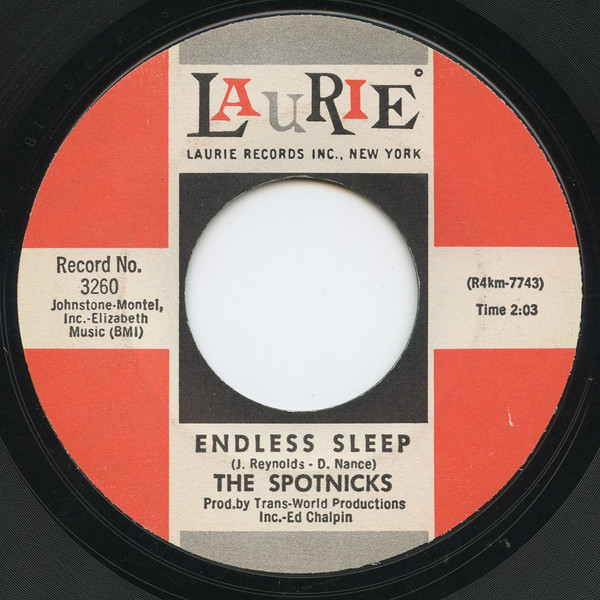 LAURIE°
LAURIE RECORDS INC., NEW YORK
Record No.
3260
Johnstone-Montel,
Inc.-Elizabeth
Music (BMI)
(R4km-7743)
Time 2:03
ENDLESS SLEEP
(J. Reynolds - D. Nance)
THE SPOTNICKS
Prod.by Trans-World Productions
Inc.-Ed Chalpin